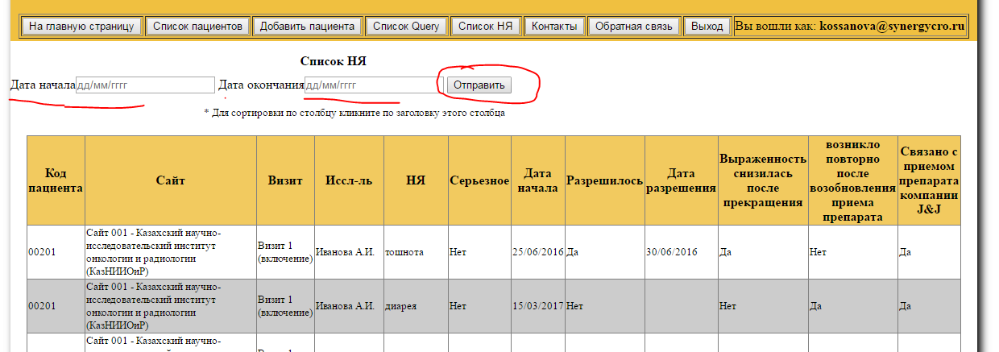 На главную страницу Список пациентов Добавить пациента Список Query Список НЯ Контакты Обратная связь Выход Вы вошли как: kossanova@synergycro.ru
Список НЯ
Дата начала дд/мм/гггг Дата окончания дд/мм/гггг Отправить
* Для сортировки по столбцу кликните по заголовку этого столбца
Код
пациента
Сайт
Визит
Иссл-ль
НЯ
Серьезное
Дата
начала
Разрешилось
Дата
разрешения
Выраженность
снизилась
после
прекращения
возникло
повторно
после
возобновления
приема
препарата
Связано с
приемом
препарата
компании
J&J
00201
Сайт 001 - Казахский научно-
исследовательский институт
онкологии и радиологии
(КазНИИОиР)
Визит 1
(включение)
Иванова А.И.
тошнота
Нет
25/06/2016
Да
30/06/2016
Да
Нет
Да
00201
Сайт 001 - Казахский научно-
исследовательский институт
онкологии и радиологии
(КазНИИОиР)
Визит 1
(включение)
Иванова А.И.
диарея
Нет
15/03/2017
Нет
Нет
Да
Да
Сайт 001 - Казахский научно-